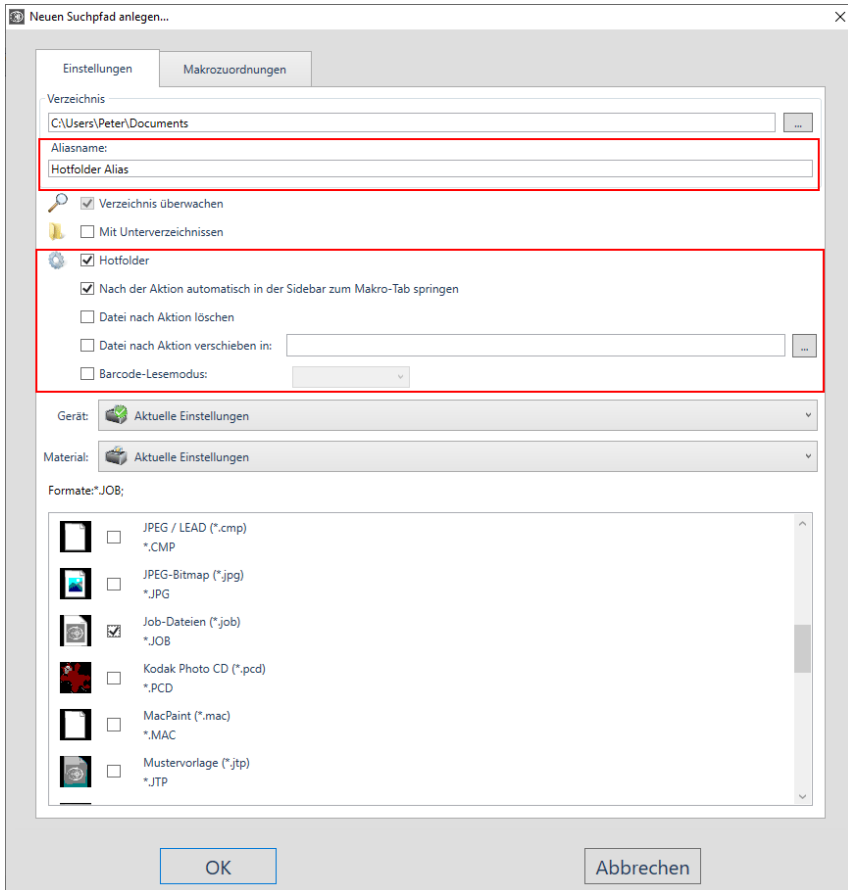 Neuen Suchpfad anlegen...
Einstellungen Makrozuordnungen
Verzeichnis
C:\Users\Peter\Documents ...
Aliasname:
Hotfolder Alias
Verzeichnis überwachen
Mit Unterverzeichnissen
Hotfolder
Nach der Aktion automatisch in der Sidebar zum Makro-Tab springen
Datei nach Aktion löschen
Datei nach Aktion verschieben in: ...
Barcode-Lesemodus:
Gerät: Aktuelle Einstellungen
Material: Aktuelle Einstellungen
Formate:*.JOB;
JPEG / LEAD (*.cmp)
*.CMP
JPEG-Bitmap (*.jpg)
*.JPG
Job-Dateien (*.job)
*.JOB
Kodak Photo CD (*.pcd)
*.PCD
MacPaint (*.mac)
*.MAC
Mustervorlage (*.jtp)
*.JTP
OK Abbrechen